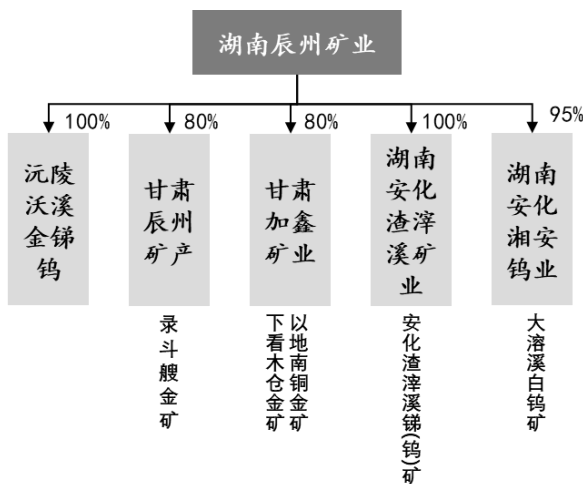 湖南辰州矿业
100%
80%
80%
100%
95%
沅陵
沃溪
金锑
钨
甘肃
辰州
矿产
甘肃
加鑫
矿业
湖南
安化
渣滓
溪矿
业
湖南
安化
湘安
钨业
录斗艘金矿
以地南铜金矿
下看木仓金矿
安化渣滓溪锑(钨)矿
大溶溪白钨矿